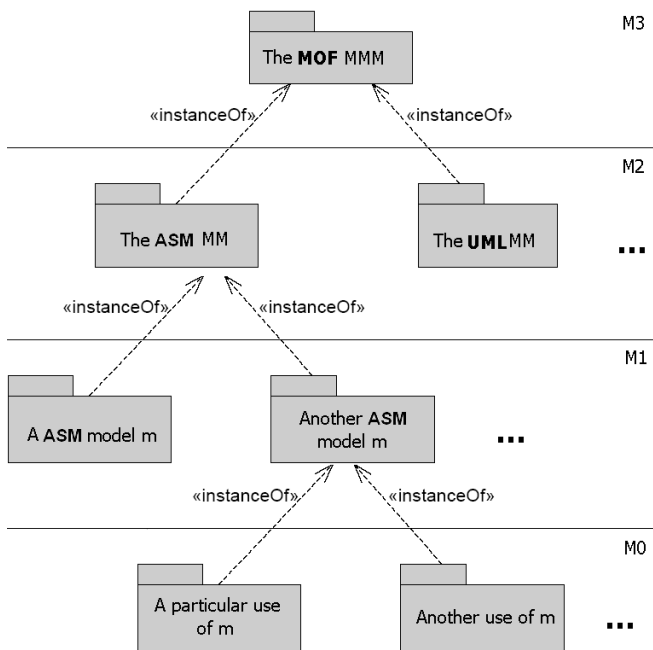 M3
The MOF MMM
«instanceOf»
«instanceOf»
M2
The ASM MM
The UML MM
...
«instanceOf»
«instanceOf»
M1
A ASM model m
Another ASM
model m
...
«instanceOf»
«instanceOf»
M0
A particular use
of m
Another use of m
...